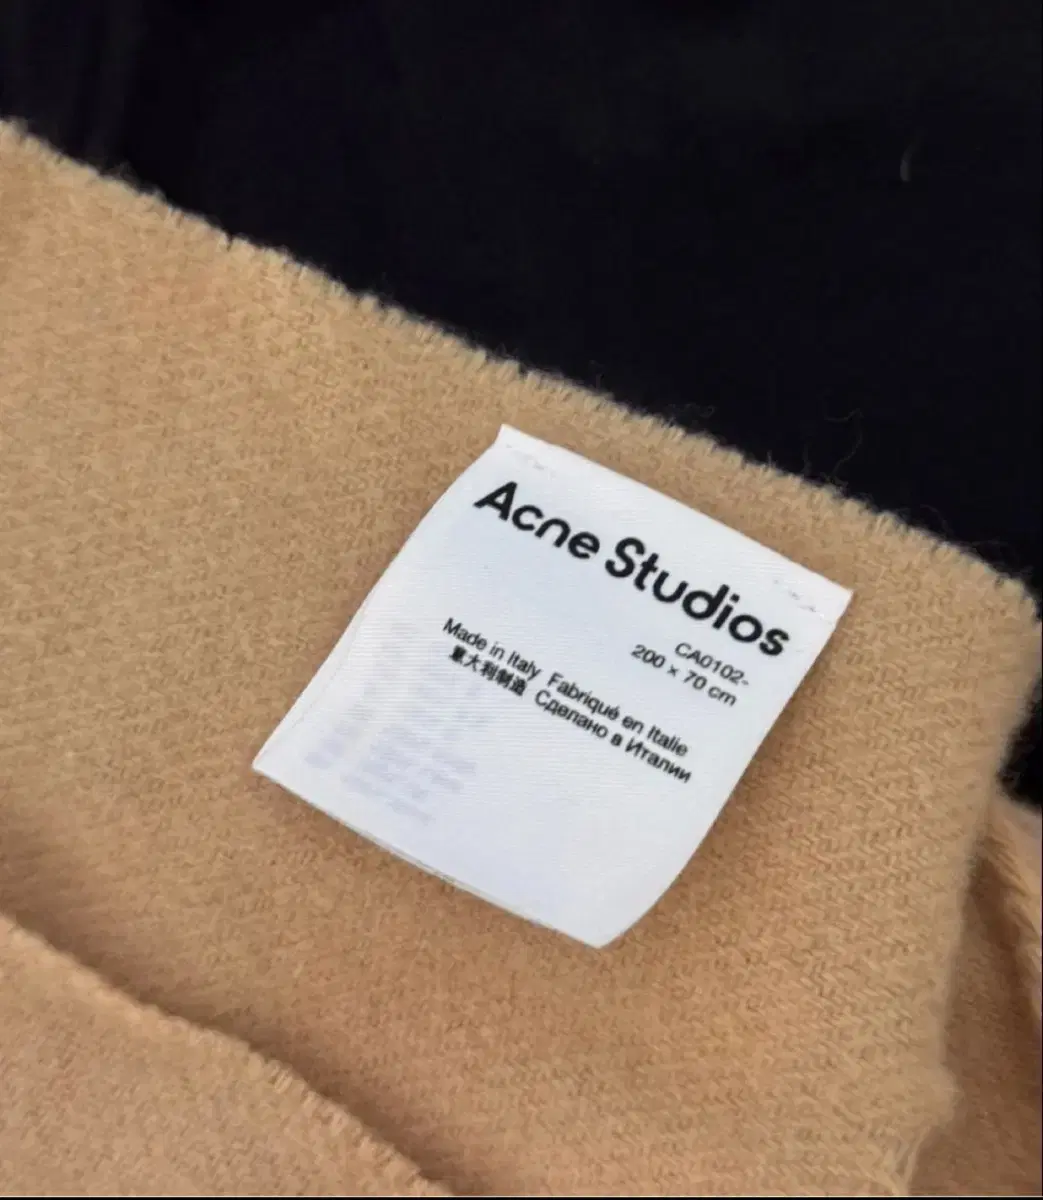 Acne Studios
CA0102-
200 x 70 cm
Made in Italy Fabriqué en Italie
意大利制造 Сделано в Италии